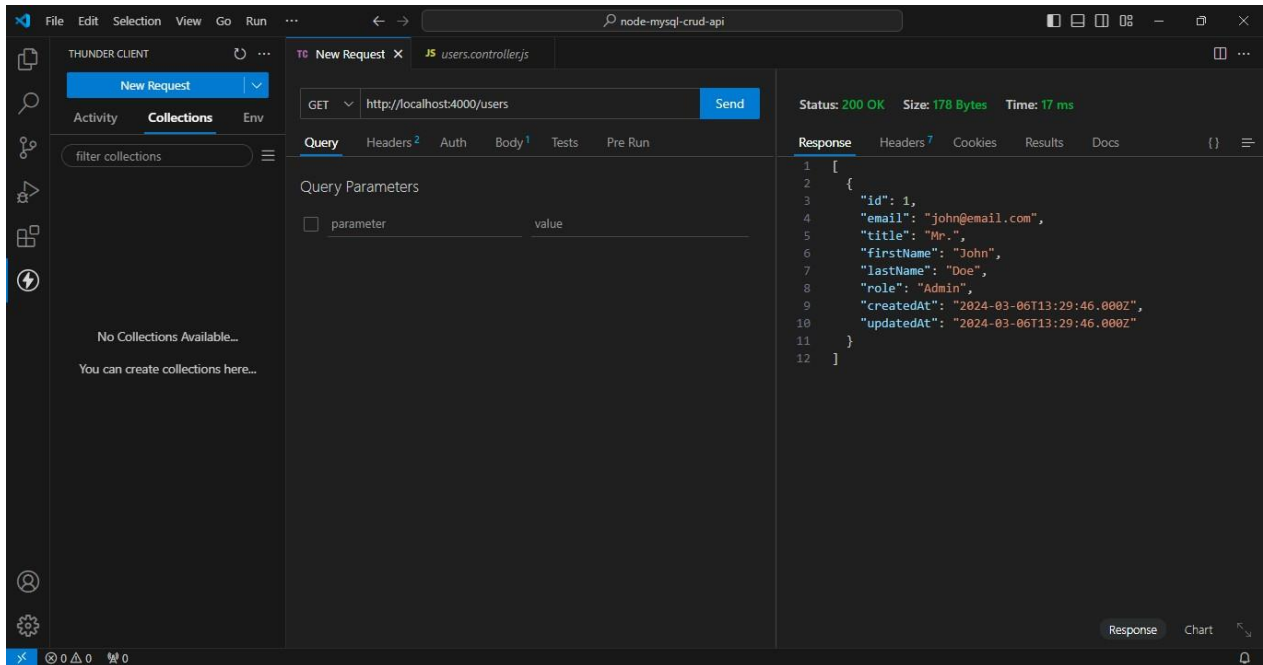 File Edit Selection View Go Run ...
node-mysql-crud-api
THUNDER CLIENT
New Request
Activity Collections Env
filter collections
No Collections Available...
You can create collections here...
TC New Request
JS users.controller.js
GET http://localhost:4000/users Send
Query Headers 2 Auth Body 1 Tests Pre Run
Query Parameters
parameter value
Status: 200 OK Size: 178 Bytes Time: 17 ms
Response Headers 7 Cookies Results Docs {}
1 [
2 {
3 "id": 1,
4 "email": "john@email.com",
5 "title": "Mr.",
6 "firstName": "John",
7 "lastName": "Doe",
8 "role": "Admin",
9 "createdAt": "2024-03-06T13:29:46.000Z",
10 "updatedAt": "2024-03-06T13:29:46.000Z"
11 }
12 ]
Response Chart
0 0 0